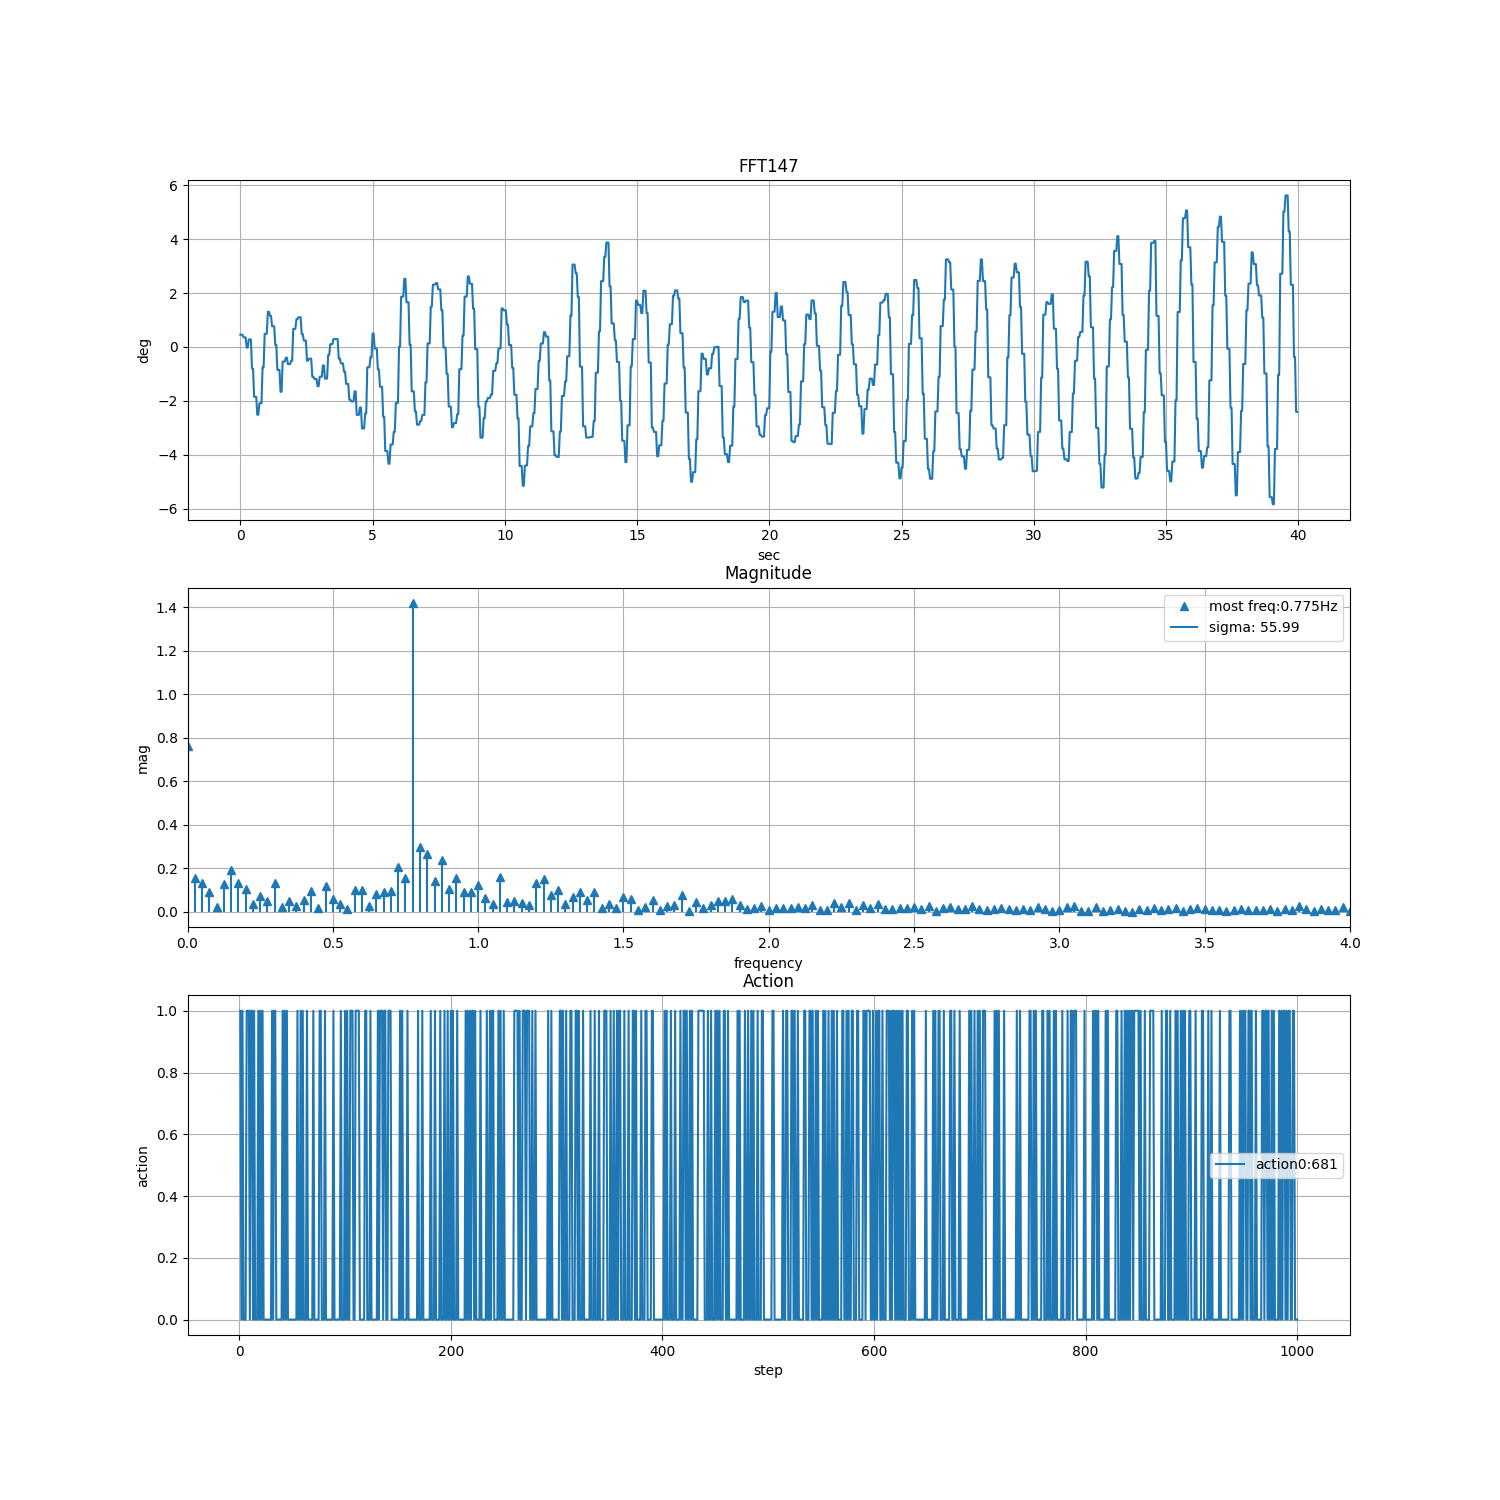 FFT147
6
4
2
0
−2
−4
−6
deg
0 5 10 15 20 25 30 35 40
sec
Magnitude
1.4
1.2
1.0
0.8
0.6
0.4
0.2
0.0
mag
most freq:0.775Hz
sigma: 55.99
0.0 0.5 1.0 1.5 2.0 2.5 3.0 3.5 4.0
frequency
Action
1.0
0.8
0.6
0.4
0.2
0.0
action
action0:681
0 200 400 600 800 1000
step